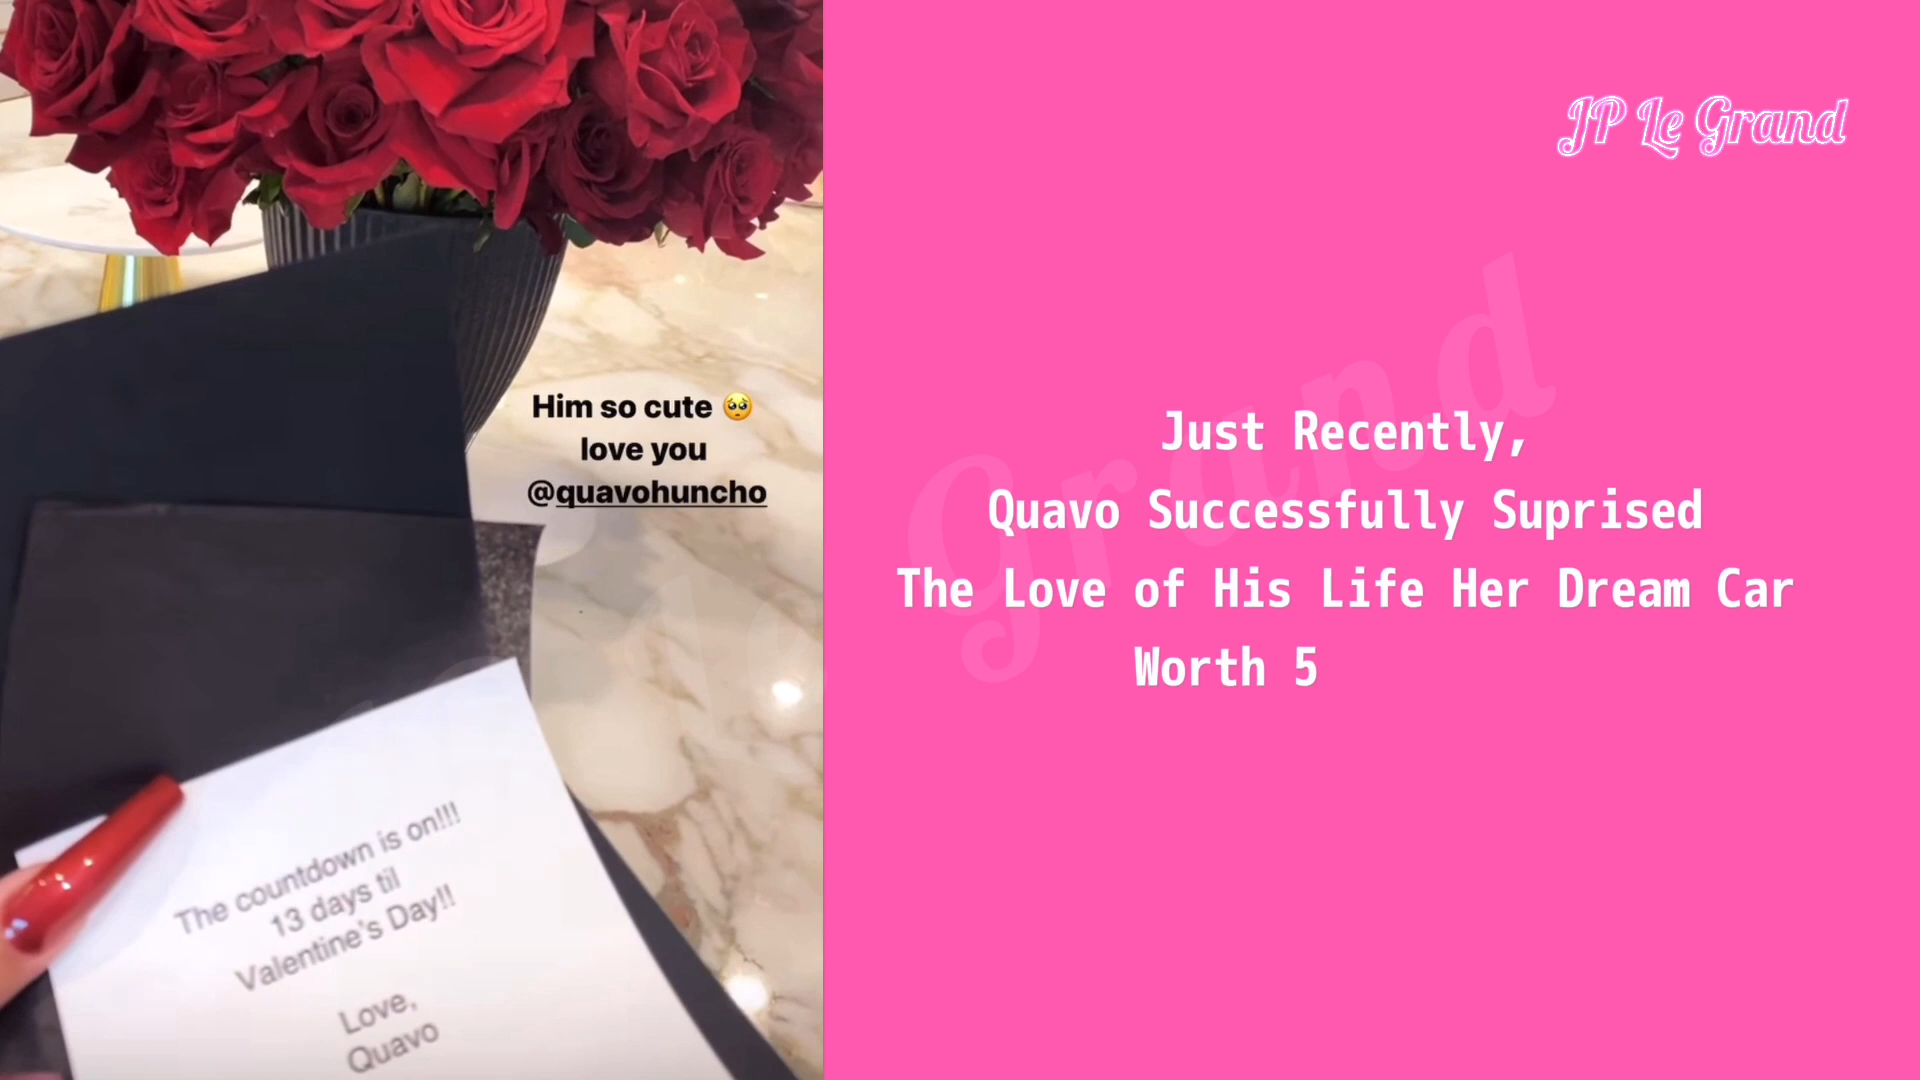 Him so cute 🥺
love you
@quavohuncho
The countdown is on!!!
13 days til
Valentine's Day!!
Love,
Quavo
JP Le Grand
Just Recently,
Quavo Successfully Suprised
The Love of His Life Her Dream Car
Worth 5
Grand